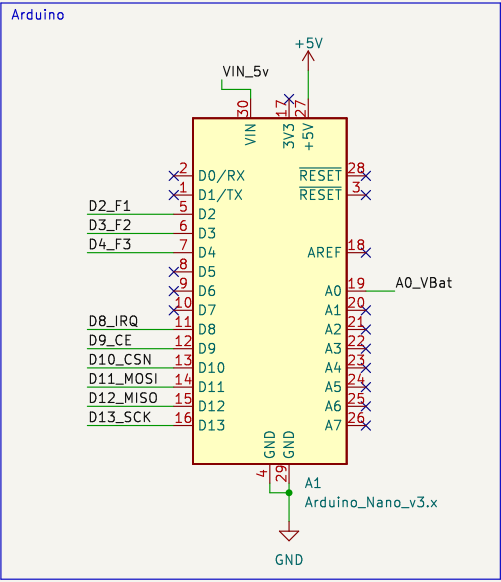 Arduino
+5V
VIN_5v
30
17
27
VIN
3V3
+5V
2 D0/RX RESET 28
1 D1/TX RESET 3
D2_F1 5 D2
D3_F2 6 D3
D4_F3 7 D4 AREF 18
8 D5
9 D6 A0 19 A0_VBat
10 D7 A1 20
D8_IRQ 11 D8 A2 21
D9_CE 12 D9 A3 22
D10_CSN 13 D10 A4 23
D11_MOSI 14 D11 A5 24
D12_MISO 15 D12 A6 25
D13_SCK 16 D13 A7 26
GND
GND
4
29
A1
Arduino_Nano_v3.x
GND